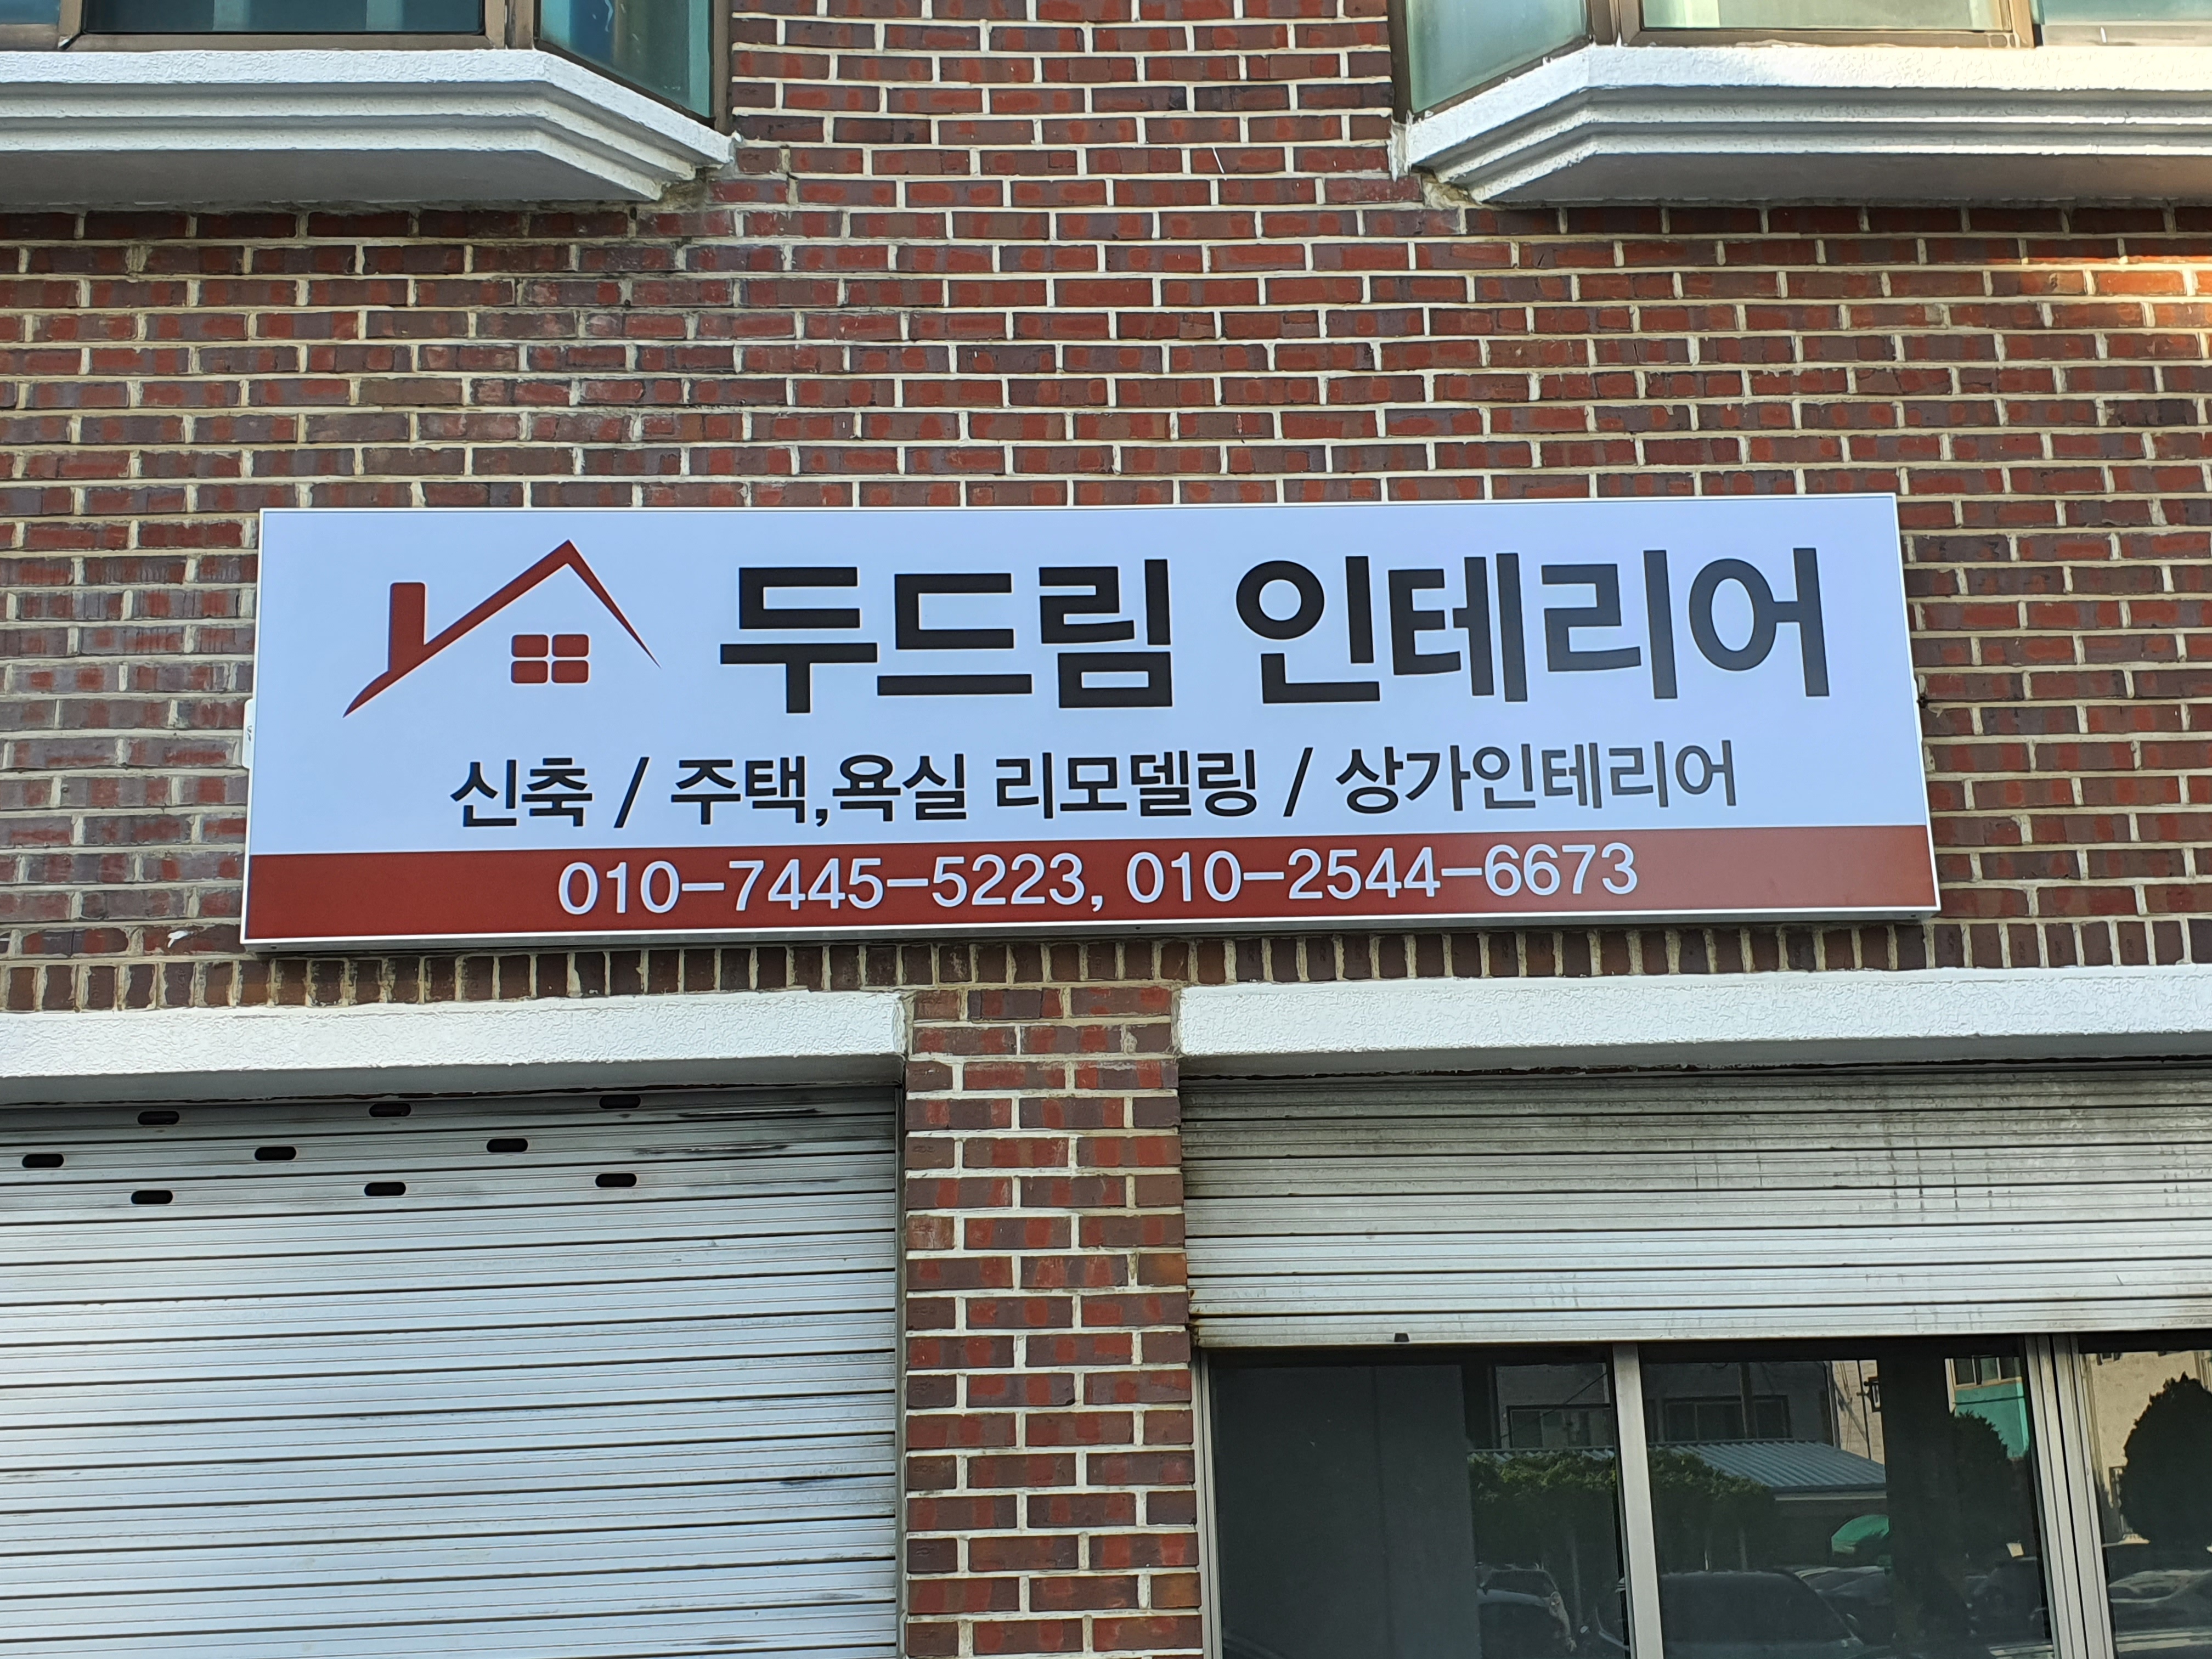 두드림 인테리어
신축 / 주택,욕실 리모델링 / 상가인테리어
010-7445-5223, 010-2544-6673